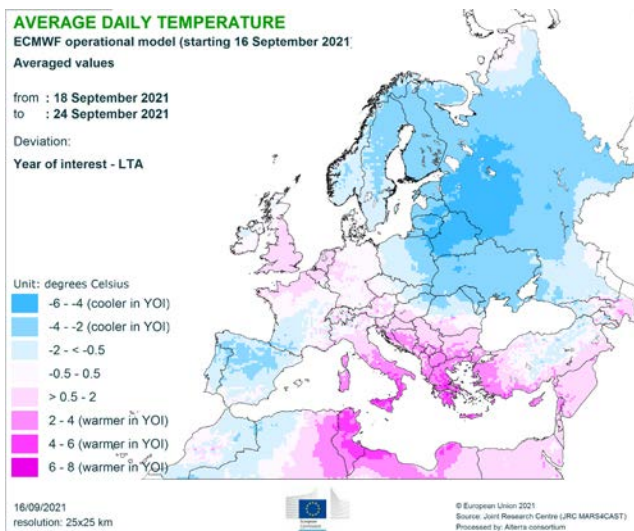 AVERAGE DAILY TEMPERATURE
ECMWF operational model (starting 16 September 2021)
Averaged values
from : 18 September 2021
to : 24 September 2021
Deviation:
Year of interest - LTA
Unit: degrees Celsius
-6 - -4 (cooler in YOI)
-4 - -2 (cooler in YOI)
-2 - < -0.5
-0.5 - 0.5
> 0.5 - 2
2 - 4 (warmer in YOI)
4 - 6 (warmer in YOI)
6 - 8 (warmer in YOI)
16/09/2021
resolution: 25x25 km
European
Commission
© European Union 2021
Source: Joint Research Centre (JRC MARS4CAST)
Processed by: Alterra consortium